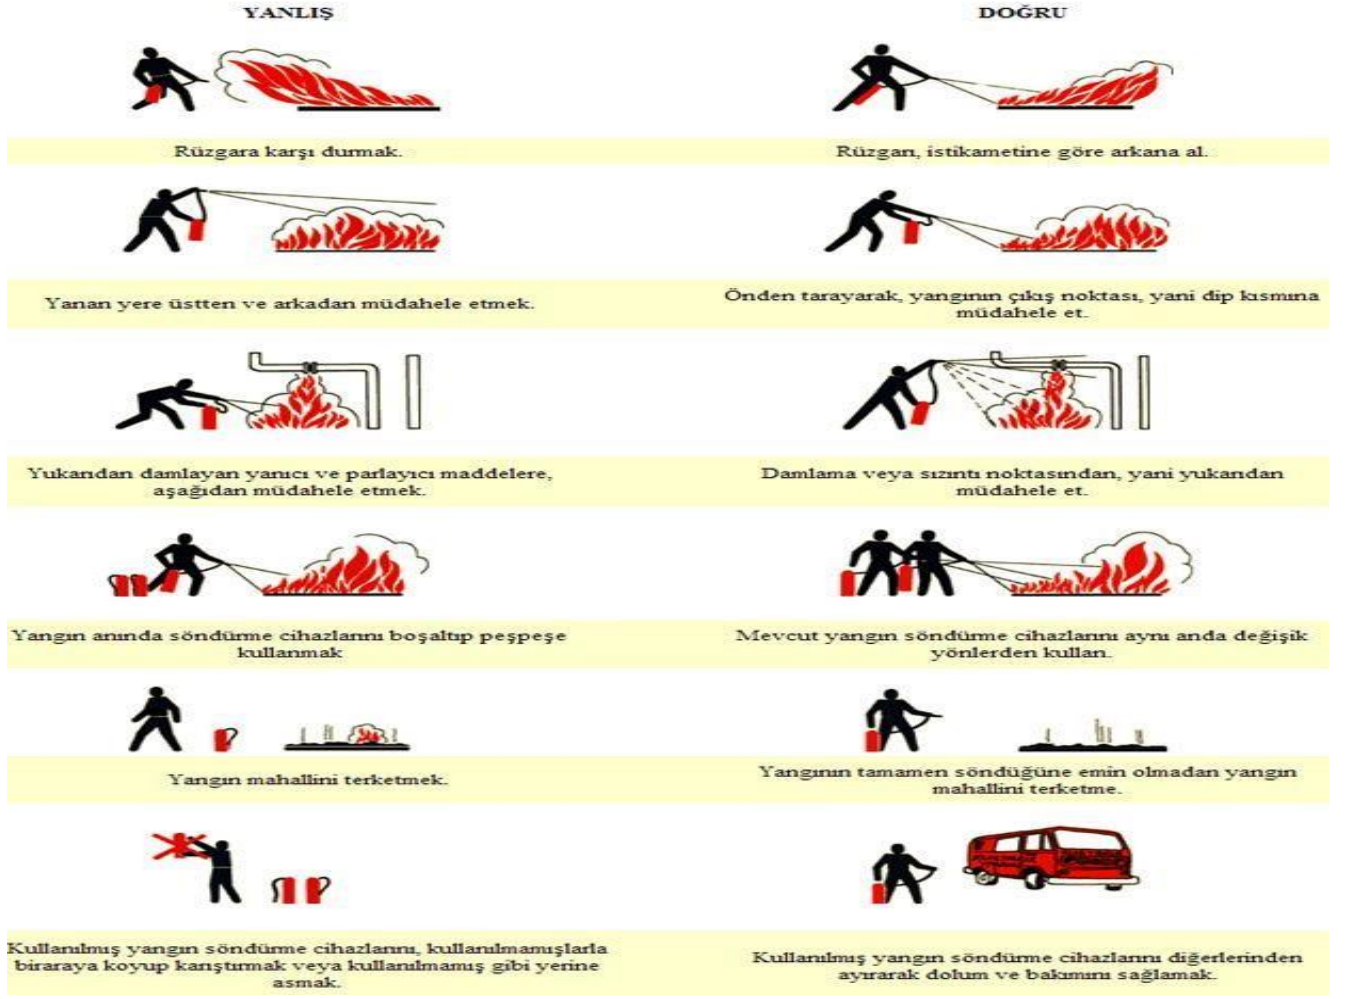 YANLIŞ
DOĞRU
Rüzgara karşı durmak.
Rüzgarı, istikametine göre arkana al.
Yanan yere üstten ve arkadan müdahele etmek.
Önden tarayarak, yangının çıkış noktası, yani dip kısmına
müdahele et.
Yukarıdan damlayan yanıcı ve parlayıcı maddelere,
aşağıdan müdahele etmek.
Damlama veya sızıntı noktasından, yani yukarıdan
müdahele et.
Yangın anında söndürme cihazlarını boşaltıp peşpeşe
kullanmak
Mevcut yangın söndürme cihazlarını aynı anda değişik
yönlerden kullan.
Yangın mahallini terketmek.
Yangının tamamen söndüğüne emin olmadan yangın
mahallini terketme.
Kullanılmış yangın söndürme cihazlarını, kullanılmamışlarla
biraraya koyup karıştırmak veya kullanılmamış gibi yerine
asmak.
Kullanılmış yangın söndürme cihazlarını diğerlerinden
ayırarak dolum ve bakımını sağlamak.